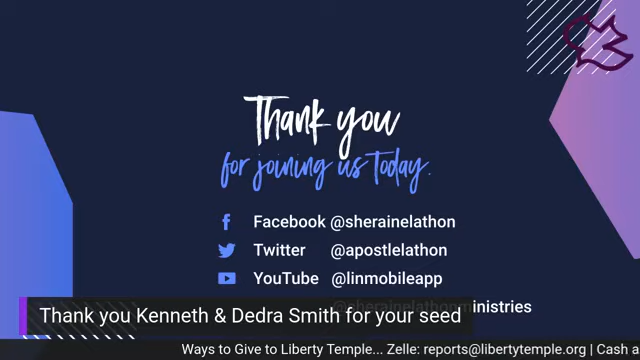 Thank you
for joining us today.
Facebook @sherainelathon
Twitter @apostlelathon
YouTube @linmobileapp
@sherainelathonministries
Thank you Kenneth & Dedra Smith for your seed
Ways to Give to Liberty Temple... Zelle: reports@libertytemple.org | Cash a